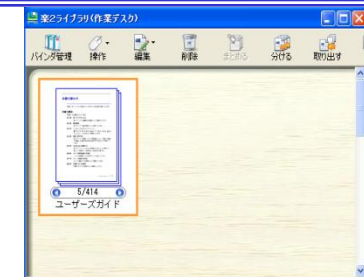 楽2ライブラリ(作業デスク)
バインダ管理 操作 編集 削除 まとめる 分ける 取り出す
5/414
ユーザーズガイド